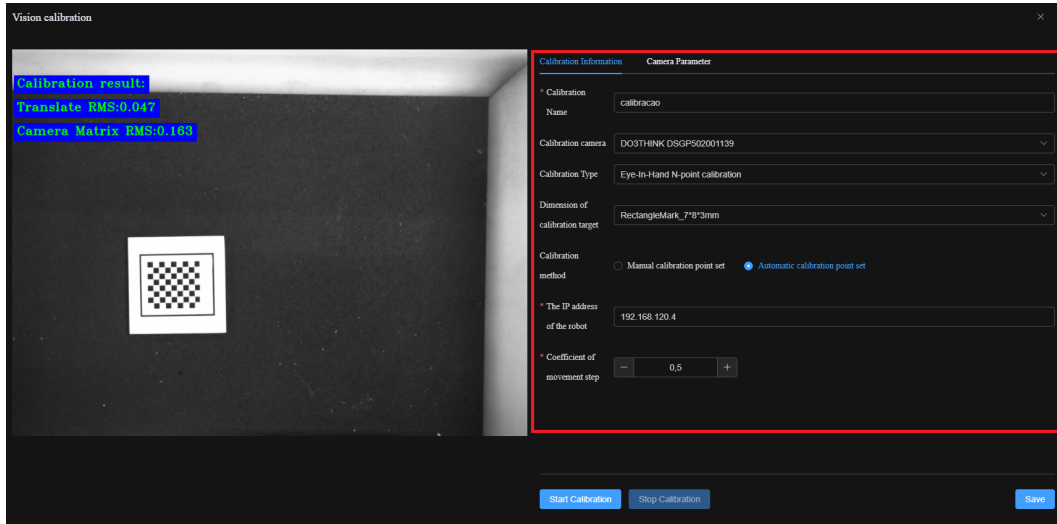 Vision calibration
Calibration result:
Translate RMS:0.047
Camera Matrix RMS:0.163
Calibration Information
Camera Parameter
* Calibration
Name
calibracao
Calibration camera
DO3THINK DSGP502001139
Calibration Type
Eye-In-Hand N-point calibration
Dimension of
calibration target
RectangleMark_7*8*3mm
Calibration
method
Manual calibration point set
Automatic calibration point set
* The IP address
of the robot
192.168.120.4
* Coefficient of
movement step
0,5
Start Calibration
Stop Calibration
Save